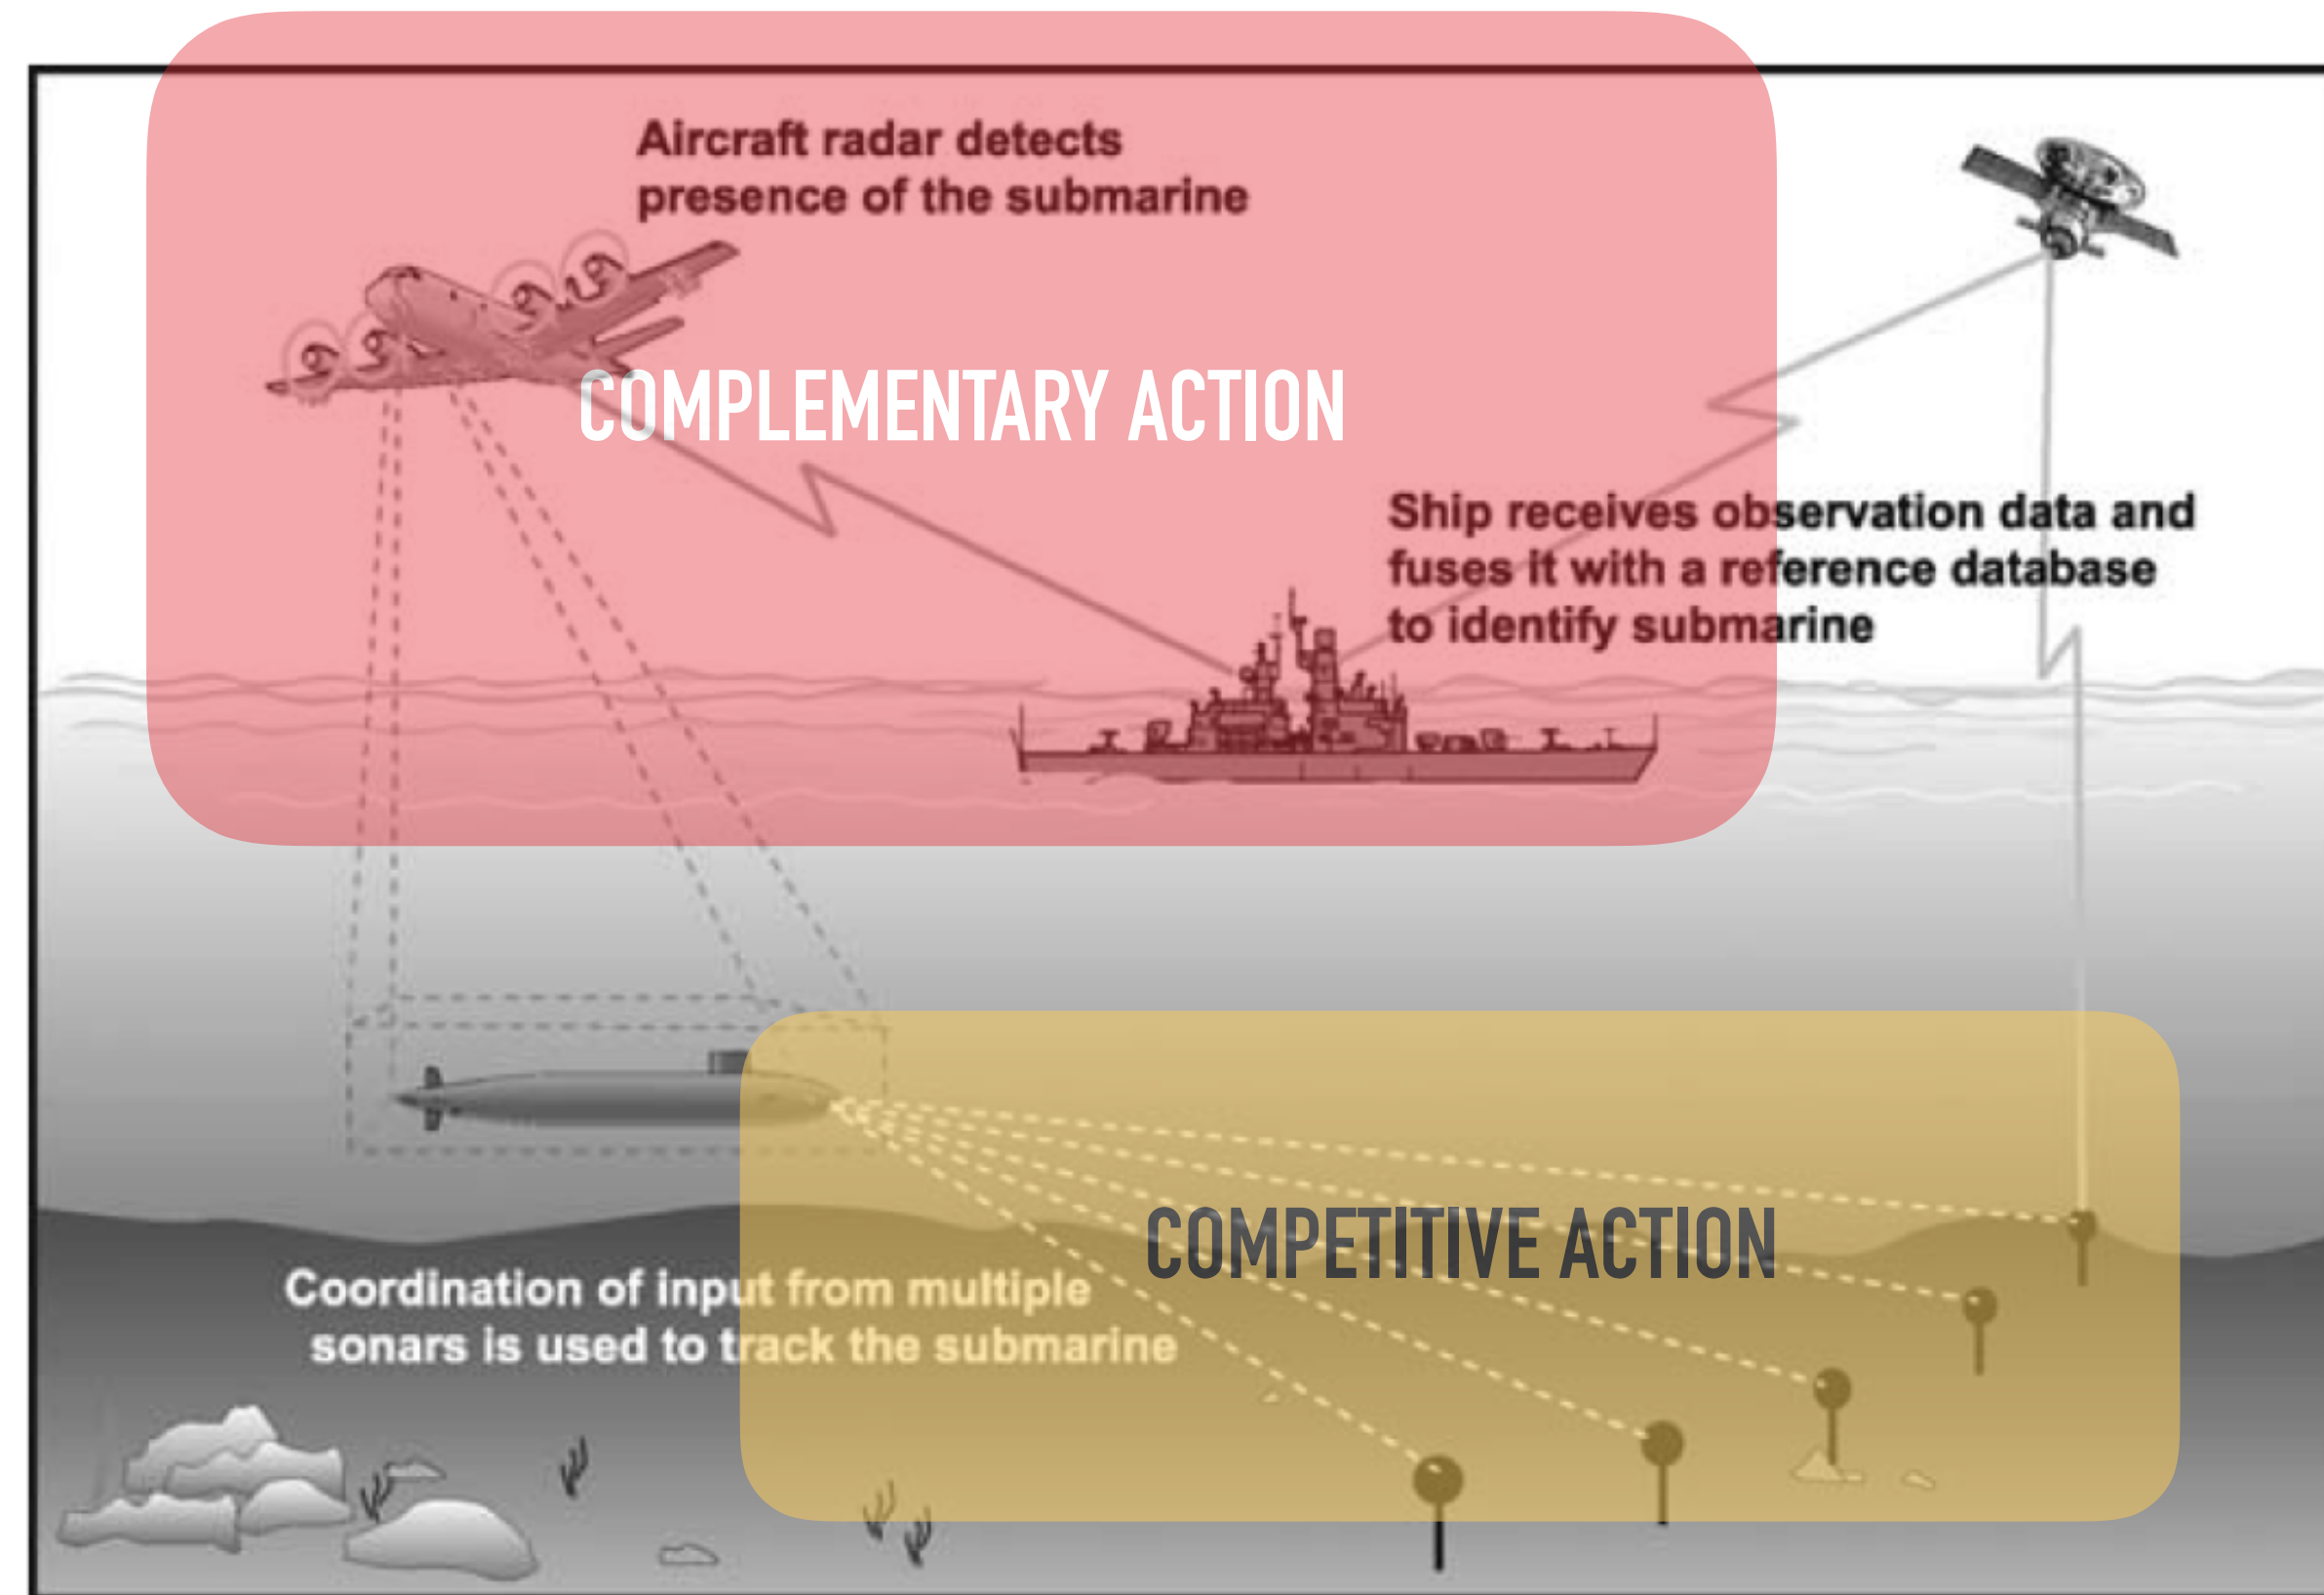 Aircraft radar detects
presence of the submarine
COMPLEMENTARY ACTION
Ship receives observation data and
fuses it with a reference database
to identify submarine
COMPETITIVE ACTION
Coordination of input from multiple
sonars is used to track the submarine